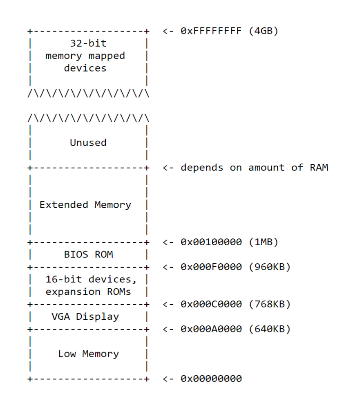 +------------------+  <- 0xFFFFFFFF (4GB)
|      32-bit      |
|  memory mapped   |
|     devices      |
|                  |
/\/\/\/\/\/\/\/\/\/\
/\/\/\/\/\/\/\/\/\/\
|                  |
|      Unused      |
|                  |
+------------------+  <- depends on amount of RAM
|                  |
|                  |
| Extended Memory  |
|                  |
|                  |
+------------------+  <- 0x00100000 (1MB)
|     BIOS ROM     |
+------------------+  <- 0x000F0000 (960KB)
|  16-bit devices, |
|  expansion ROMs  |
+------------------+  <- 0x000C0000 (768KB)
|   VGA Display    |
+------------------+  <- 0x000A0000 (640KB)
|                  |
|    Low Memory    |
|                  |
+------------------+  <- 0x00000000